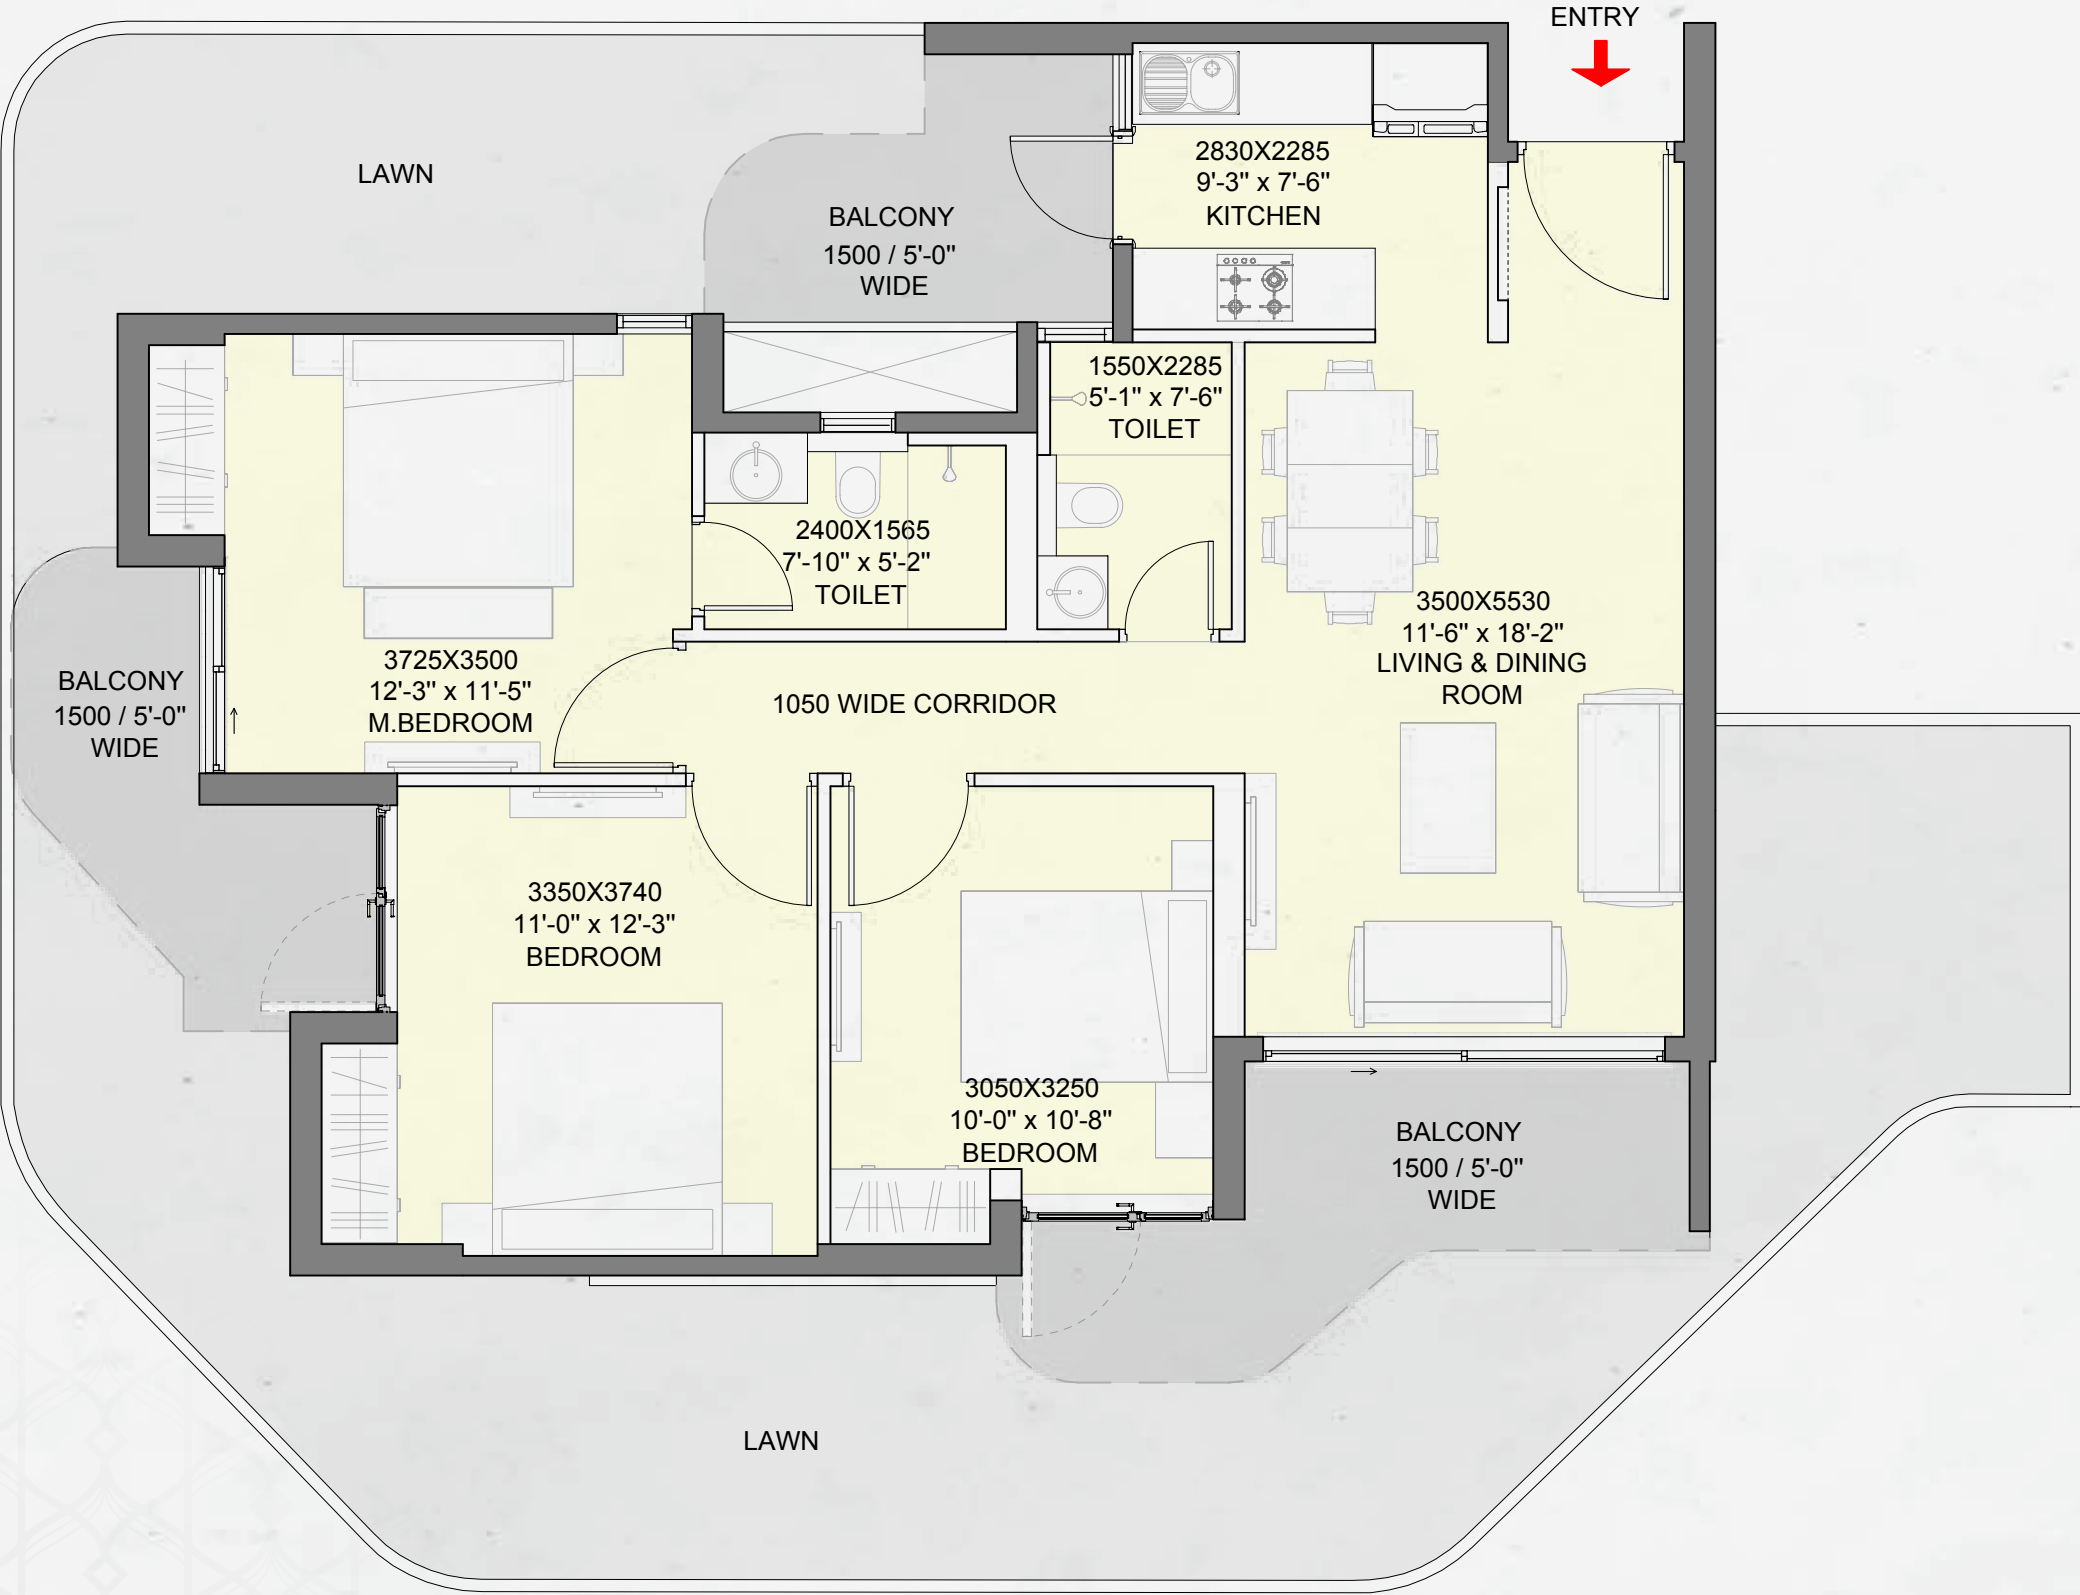 ENTRY
LAWN
2830X2285
9'-3" x 7'-6"
KITCHEN
BALCONY
1500 / 5'-0"
WIDE
1550X2285
5'-1" x 7'-6"
TOILET
2400X1565
7'-10" x 5'-2"
TOILET
3500X5530
11'-6" x 18'-2"
LIVING & DINING
ROOM
3725X3500
12'-3" x 11'-5"
M.BEDROOM
BALCONY
1500 / 5'-0"
WIDE
1050 WIDE CORRIDOR
3350X3740
11'-0" x 12'-3"
BEDROOM
3050X3250
10'-0" x 10'-8"
BEDROOM
BALCONY
1500 / 5'-0"
WIDE
LAWN